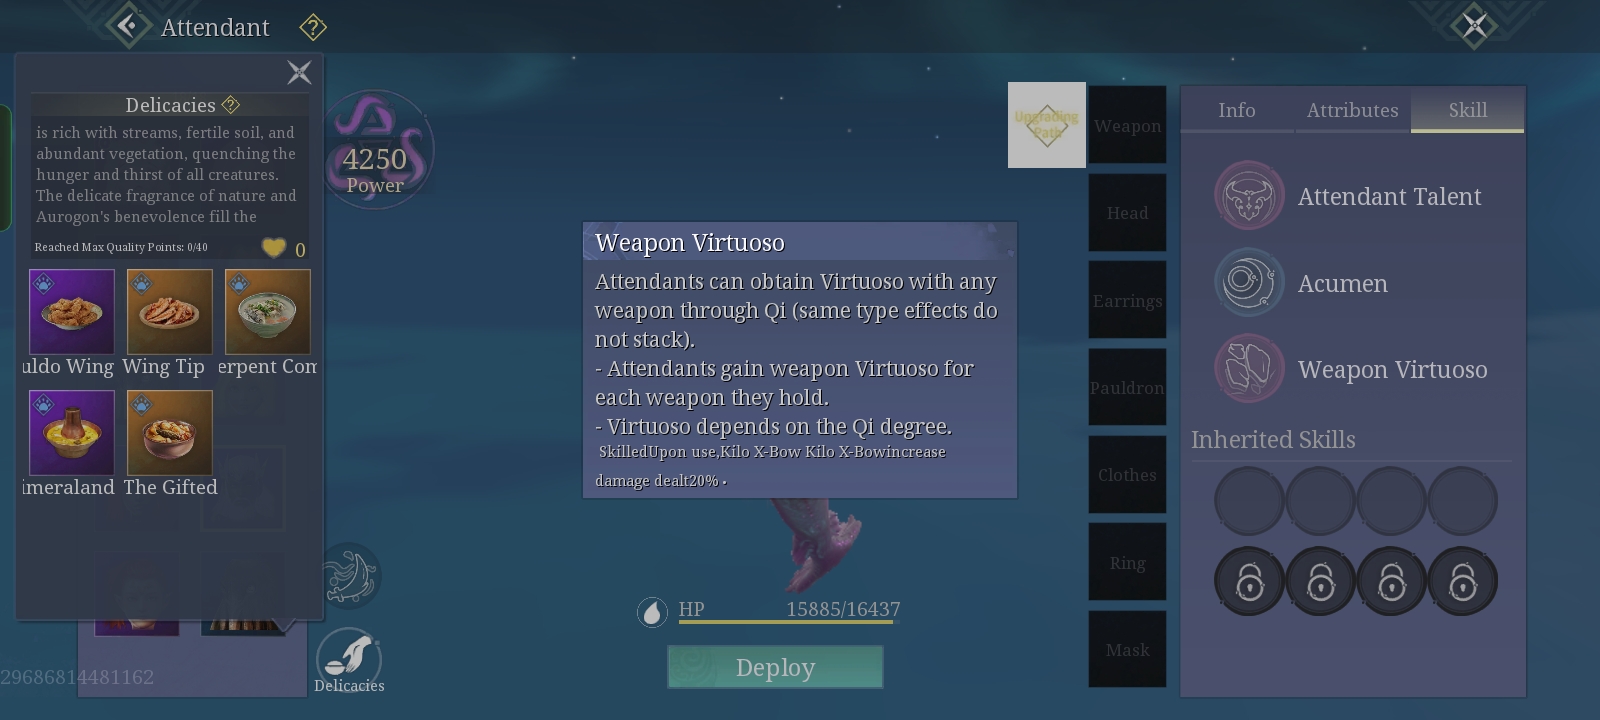 Attendant
Delicacies
is rich with streams, fertile soil, and
abundant vegetation, quenching the
hunger and thirst of all creatures.
The delicate fragrance of nature and
Aurogon's benevolence fill the
Reached Max Quality Points: 0/40
0
uldo Wing
Wing Tip
erpent Con
imeraland
The Gifted
29686814481162
Delicacies
4250
Power
Weapon Virtuoso
Attendants can obtain Virtuoso with any
weapon through Qi (same type effects do
not stack).
- Attendants gain weapon Virtuoso for
each weapon they hold.
- Virtuoso depends on the Qi degree.
SkilledUpon use,Kilo X-Bow Kilo X-Bowincrease
damage dealt20% •
HP
15885/16437
Deploy
Upgrading
Path
Weapon
Head
Earrings
Pauldron
Clothes
Ring
Mask
Info
Attributes
Skill
Attendant Talent
Acumen
Weapon Virtuoso
Inherited Skills